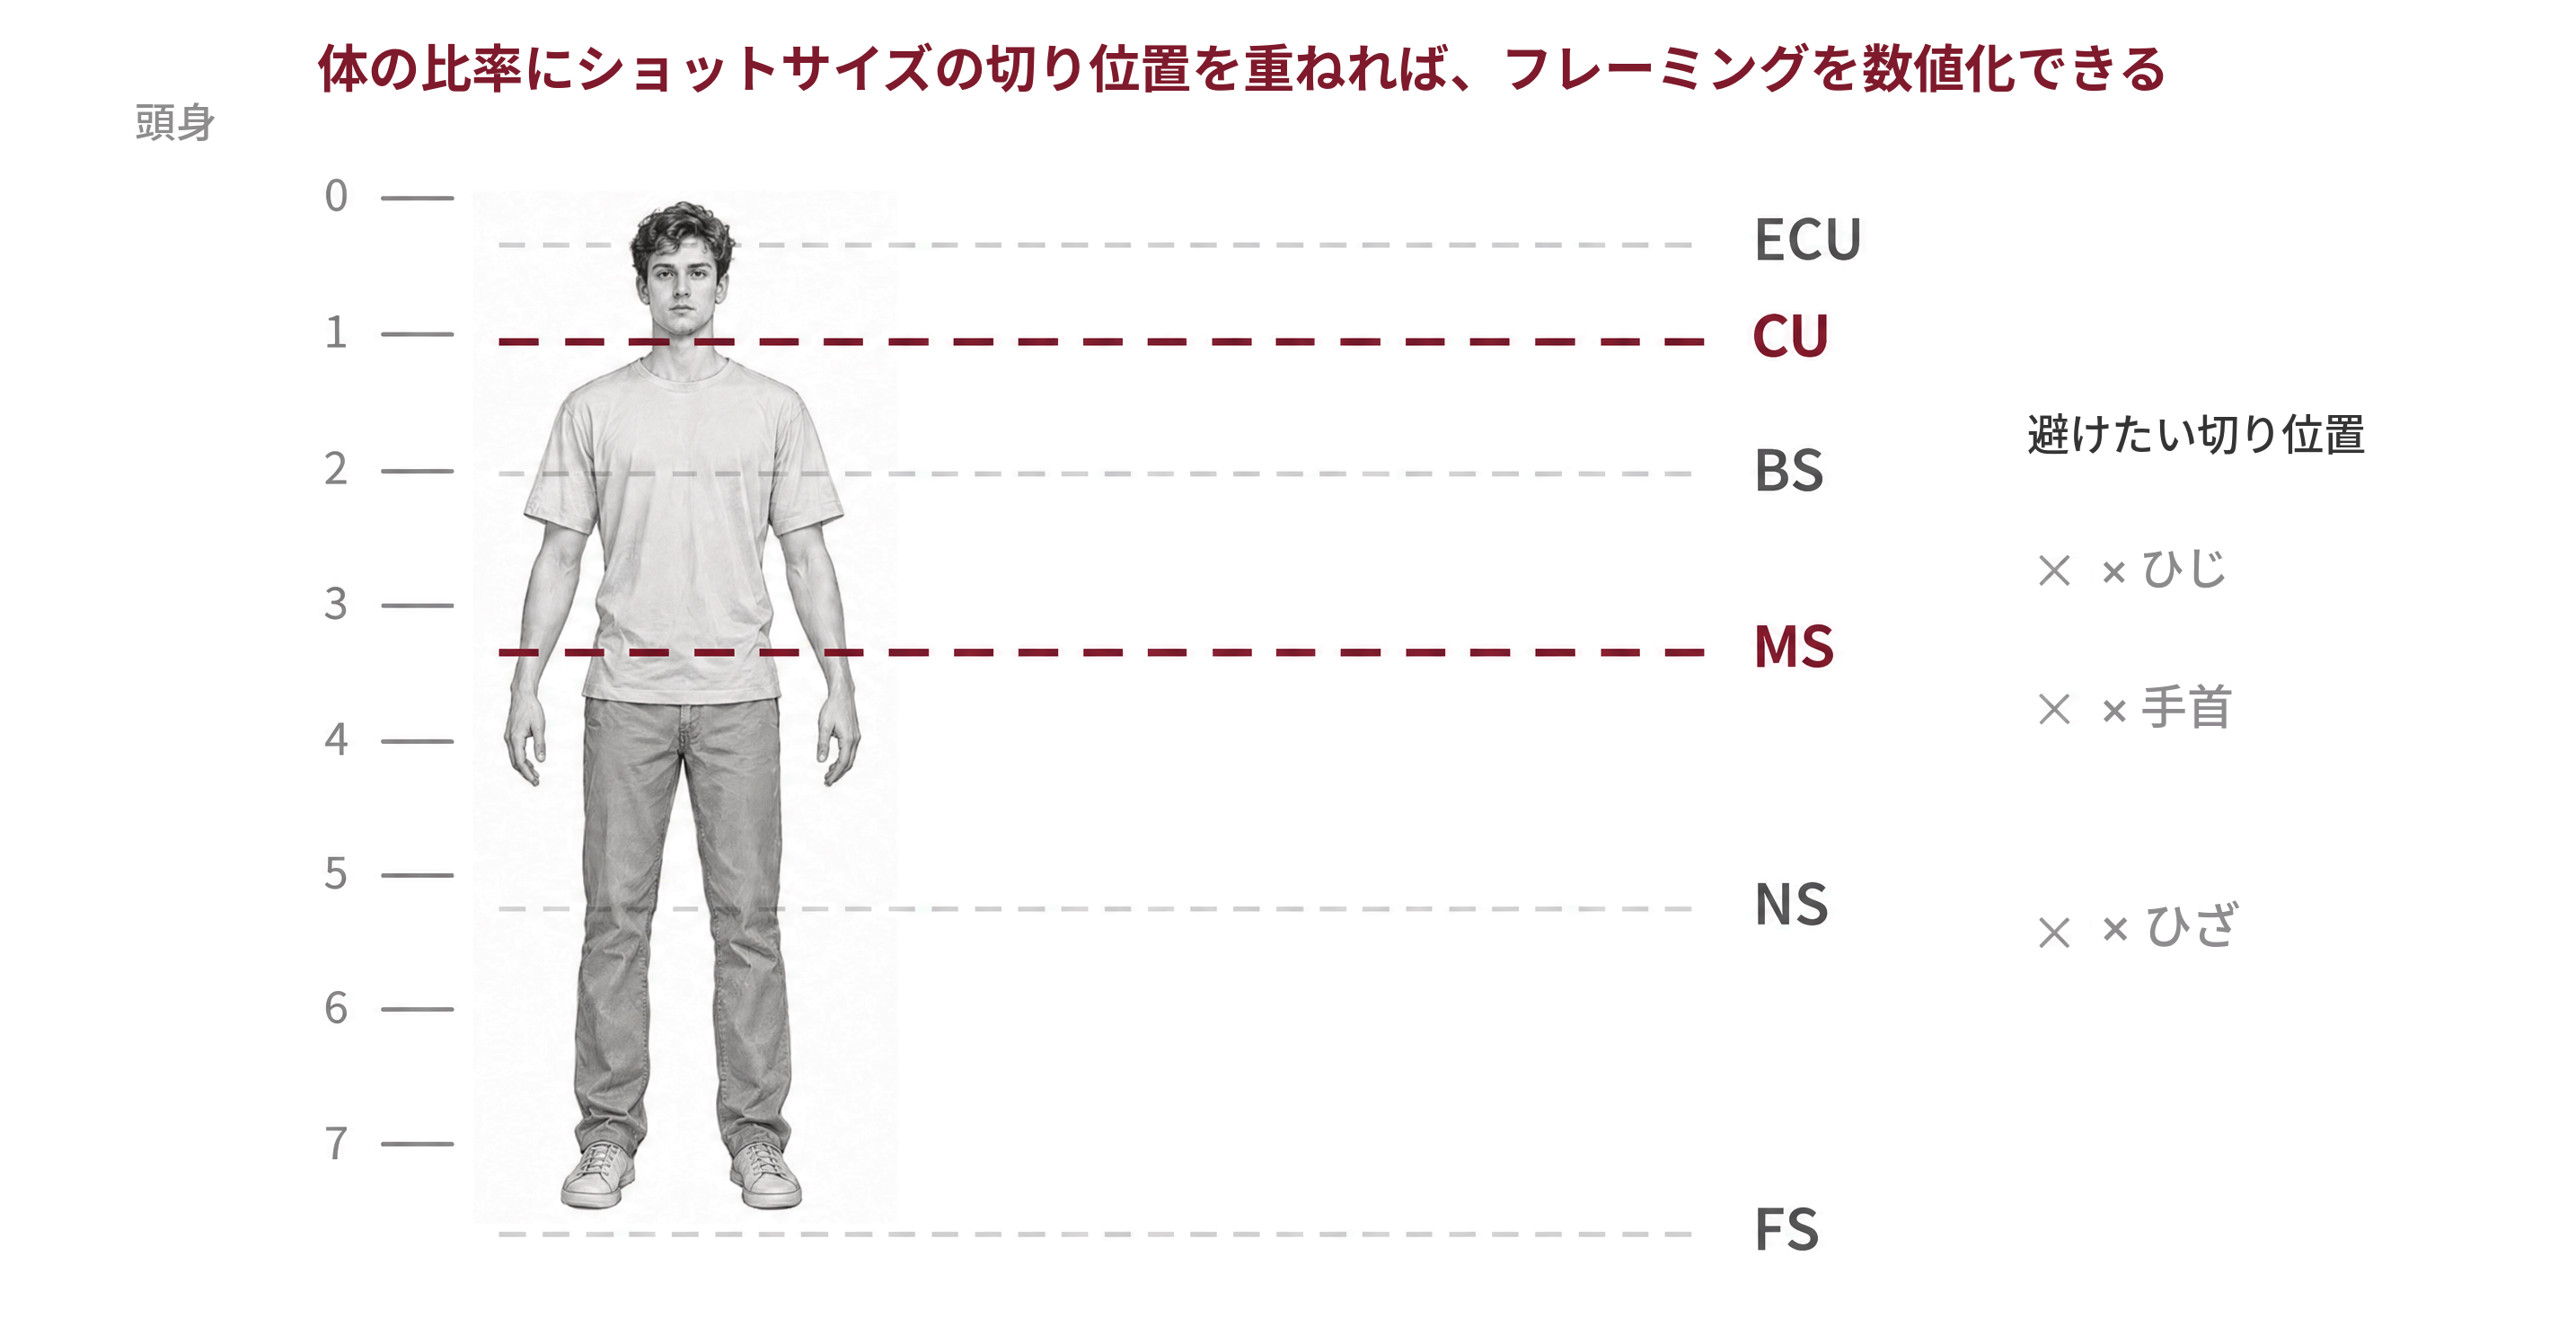 体の比率にショットサイズの切り位置を重ねれば、フレーミングを数値化できる
頭身
0
ECU
1
CU
避けたい切り位置
2
BS
× × ひじ
3
MS
× × 手首
4
5
NS
× × ひざ
6
7
FS